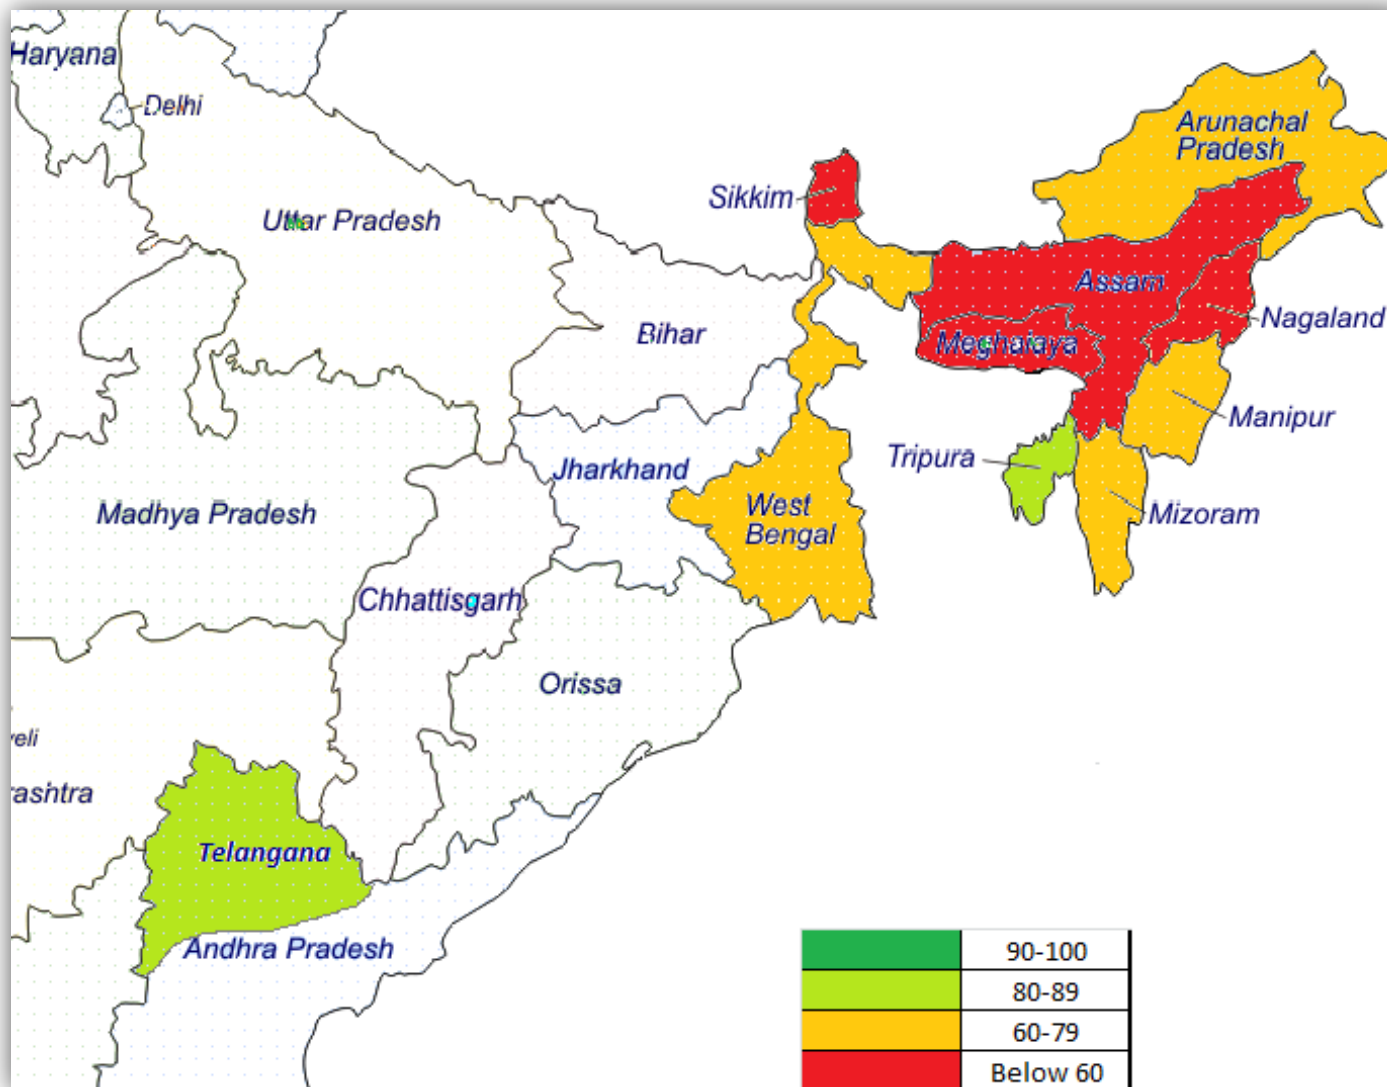 Haryana
Delhi
Arunachal
Pradesh
Sikkim
Uttar Pradesh
Assam
Nagaland
Bihar
Meghalaya
Manipur
Tripura
Jharkhand
West
Bengal
Mizoram
Madhya Pradesh
Chhattisgarh
Orissa
veli
rashtra
Telangana
Andhra Pradesh
90-100
80-89
60-79
Below 60